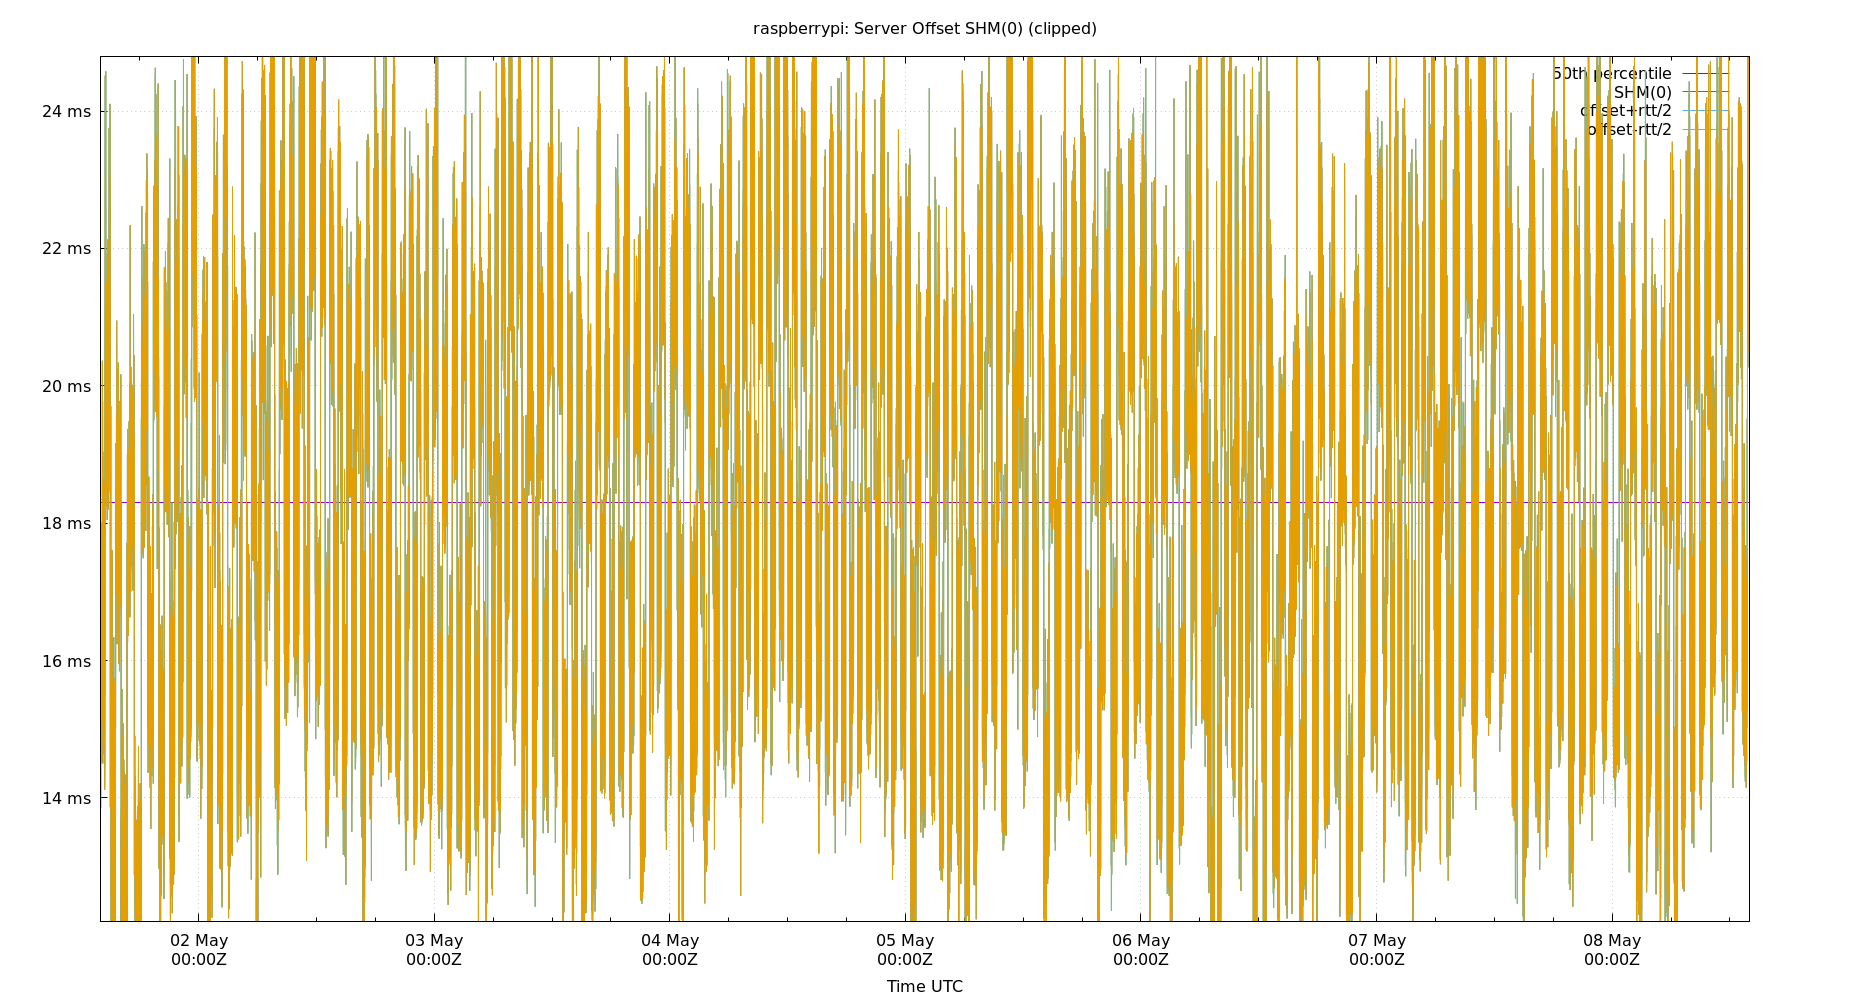 raspberrypi: Server Offset SHM(0) (clipped)
50th percentile
SHM(0)
offset+rtt/2
offset-rtt/2
24 ms
22 ms
20 ms
18 ms
16 ms
14 ms
02 May 03 May 04 May 05 May 06 May 07 May 08 May
00:00Z 00:00Z 00:00Z 00:00Z 00:00Z 00:00Z 00:00Z
Time UTC